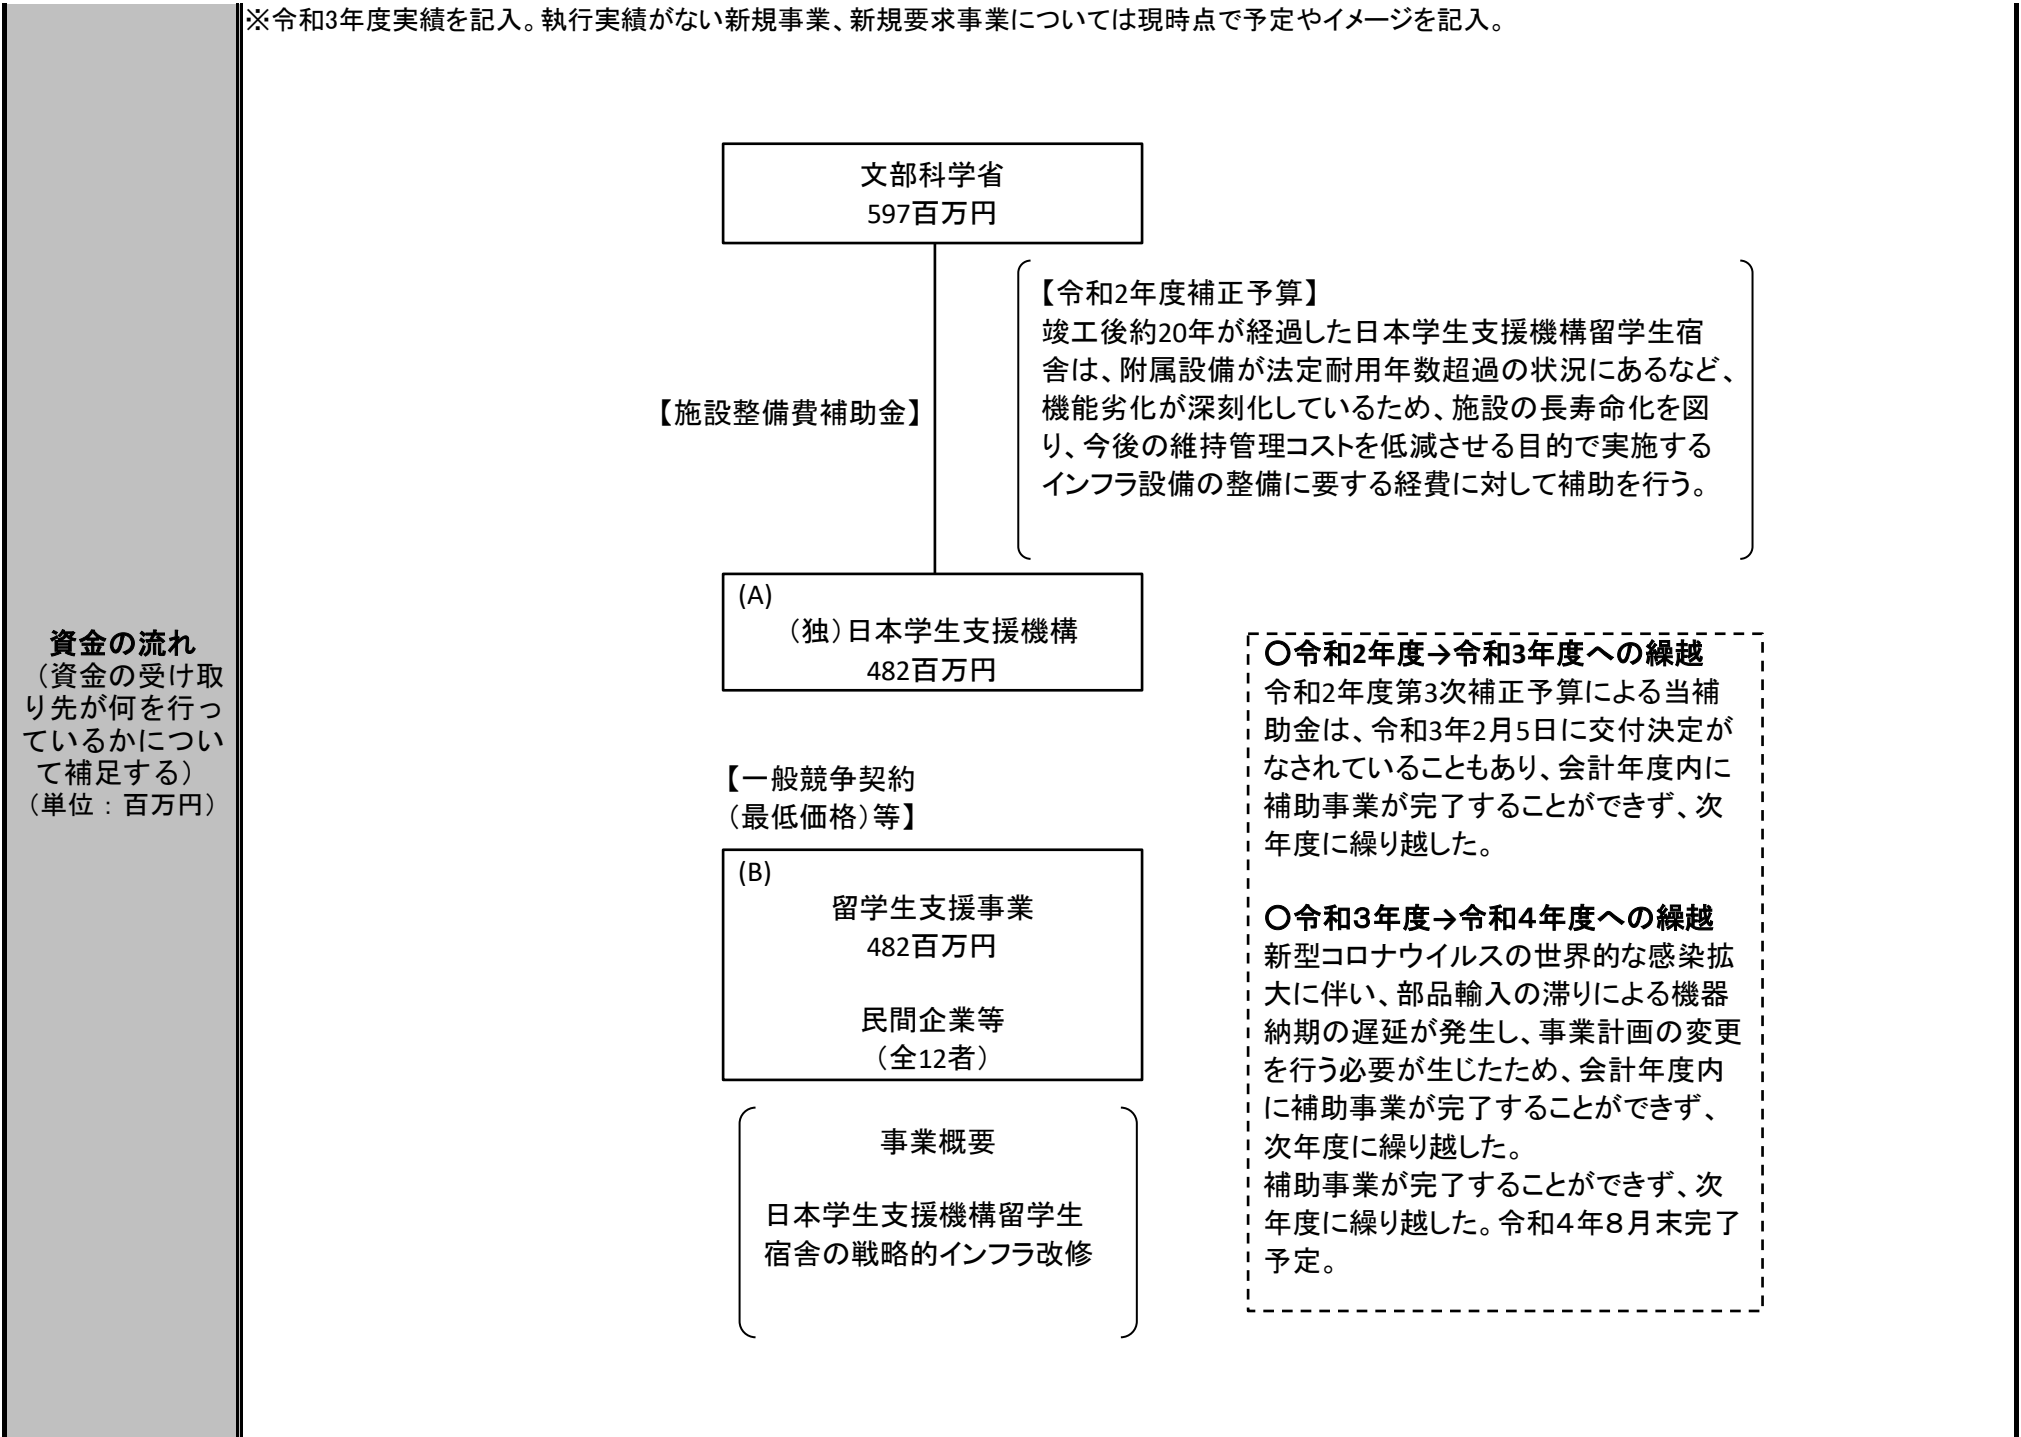 ※令和3年度実績を記入。執行実績がない新規事業、新規要求事業については現時点で予定やイメージを記入。
資金の流れ
（資金の受け取
り先が何を行っ
ているかについ
て補足する）
（単位：百万円）
文部科学省
597百万円
【施設整備費補助金】
【令和2年度補正予算】
竣工後約20年が経過した日本学生支援機構留学生宿
舎は、附属設備が法定耐用年数超過の状況にあるなど、
機能劣化が深刻化しているため、施設の長寿命化を図
り、今後の維持管理コストを低減させる目的で実施する
インフラ設備の整備に要する経費に対して補助を行う。
(A)
（独）日本学生支援機構
482百万円
【一般競争契約
（最低価格）等】
(B)
留学生支援事業
482百万円
民間企業等
（全12者）
事業概要
日本学生支援機構留学生
宿舎の戦略的インフラ改修
〇令和2年度→令和3年度への繰越
令和2年度第3次補正予算による当補
助金は、令和3年2月5日に交付決定が
なされていることもあり、会計年度内に
補助事業が完了することができず、次
年度に繰り越した。
〇令和３年度→令和４年度への繰越
新型コロナウイルスの世界的な感染拡
大に伴い、部品輸入の滞りによる機器
納期の遅延が発生し、事業計画の変更
を行う必要が生じたため、会計年度内
に補助事業が完了することができず、
次年度に繰り越した。
補助事業が完了することができず、次
年度に繰り越した。令和４年８月末完了
予定。